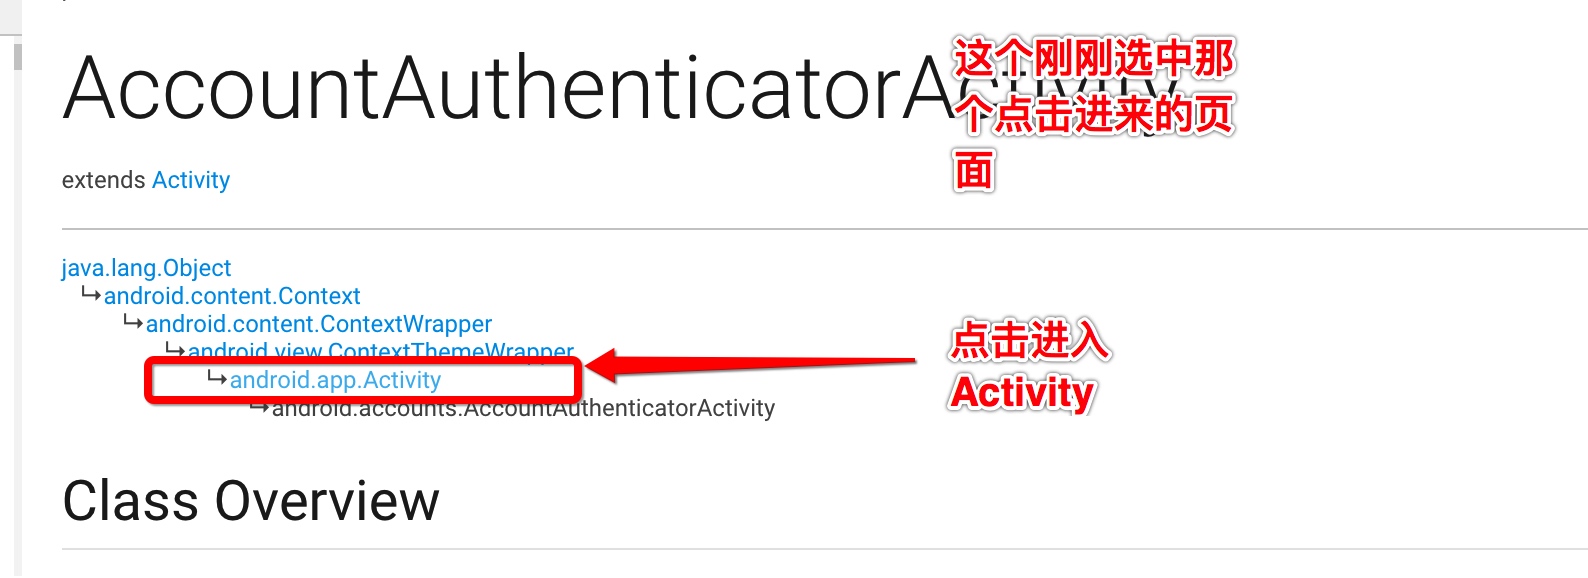 AccountAuthenticatorActivity
这个刚刚选中那
个点击进来的页
面
extends Activity
java.lang.Object
↳android.content.Context
↳android.content.ContextWrapper
↳android.view.ContextThemeWrapper
↳android.app.Activity
↳android.accounts.AccountAuthenticatorActivity
点击进入
Activity
Class Overview